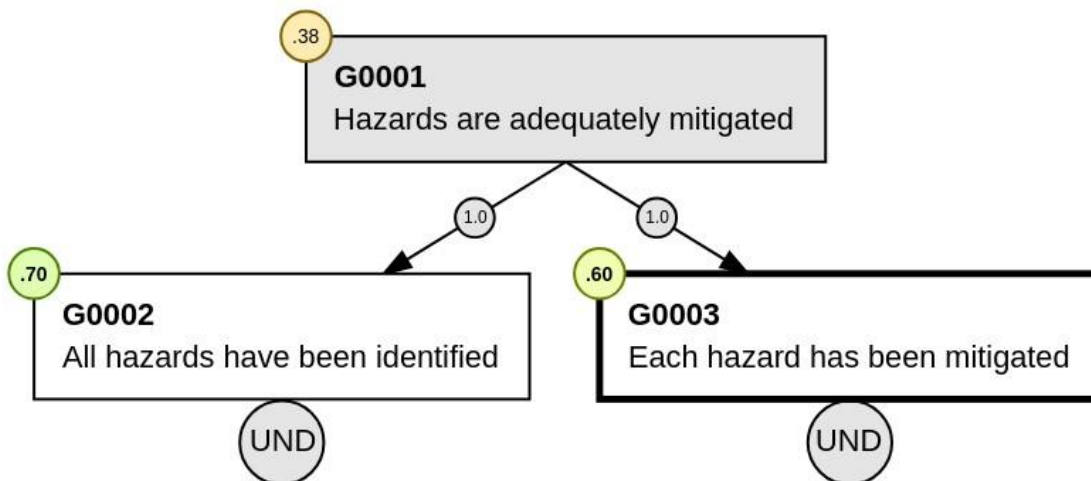 .38
G0001
Hazards are adequately mitigated
1.0
1.0
.70
G0002
All hazards have been identified
UND
.60
G0003
Each hazard has been mitigated
UND